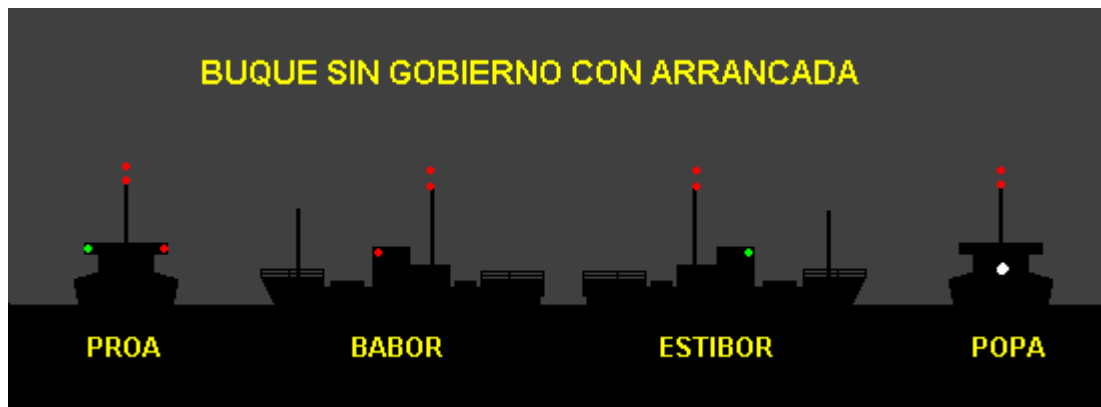 BUQUE SIN GOBIERNO CON ARRANCADA
PROA BABOR ESTIBOR POPA